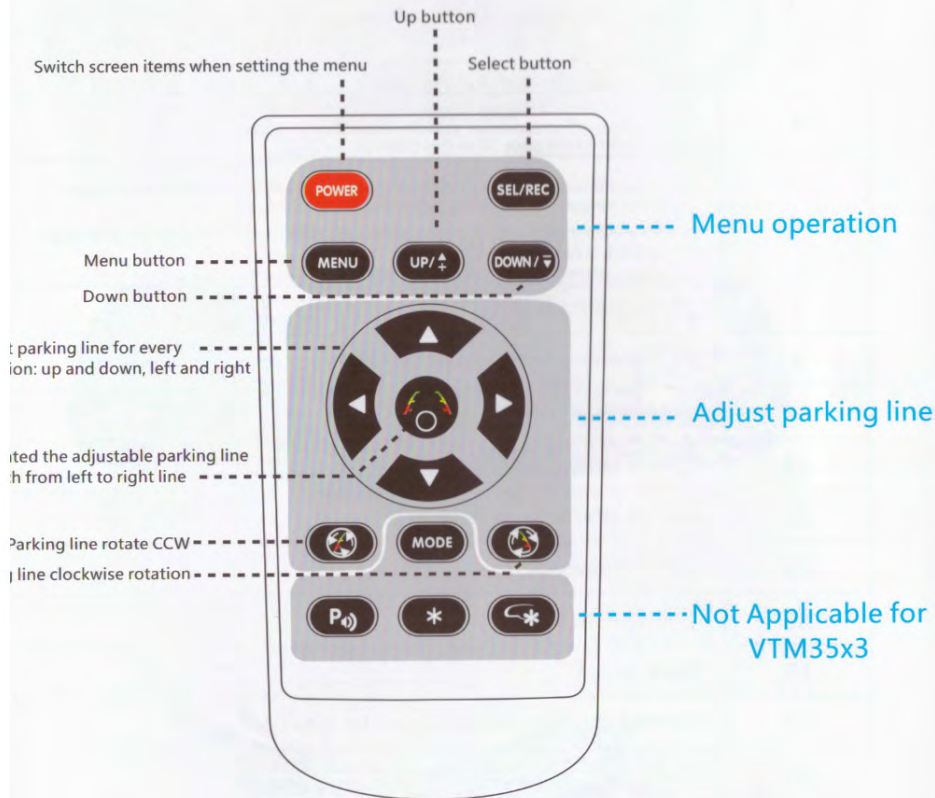 Up button
Switch screen items when setting the menu
Select button
POWER
SEL/REC
Menu operation
Menu button
MENU
UP/
DOWN /
Down button
t parking line for every
ion: up and down, left and right
Adjust parking line
ated the adjustable parking line
h from left to right line
Parking line rotate CCW
MODE
line clockwise rotation
P
Not Applicable for
VTM35x3